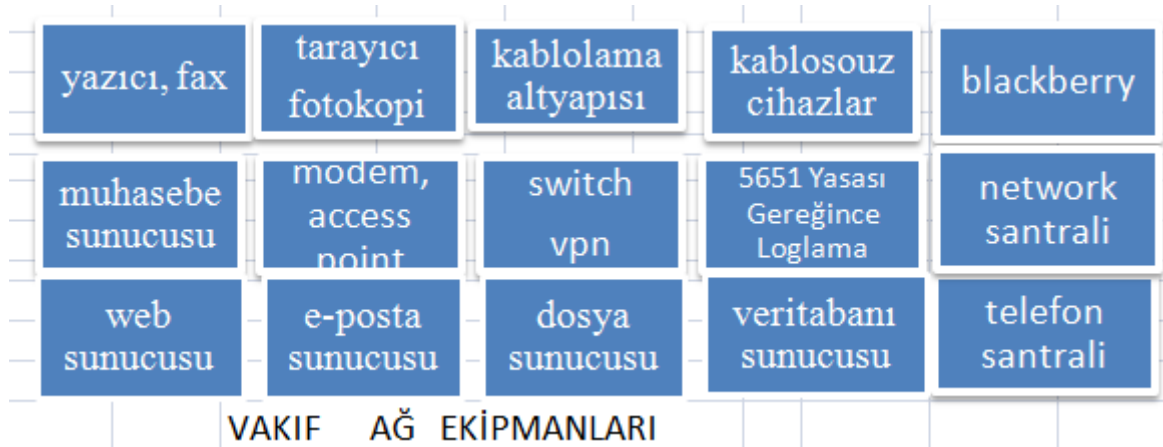 yazıcı, fax
tarayıcı
fotokopi
kablolama
altyapısı
kablosouz
cihazlar
blackberry
muhasebe
sunucusu
modem,
access
point
switch
vpn
5651 Yasası
Gereğince
Loglama
network
santrali
web
sunucusu
e-posta
sunucusu
dosya
sunucusu
veritabanı
sunucusu
telefon
santrali
VAKIF AĞ EKİPMANLARI